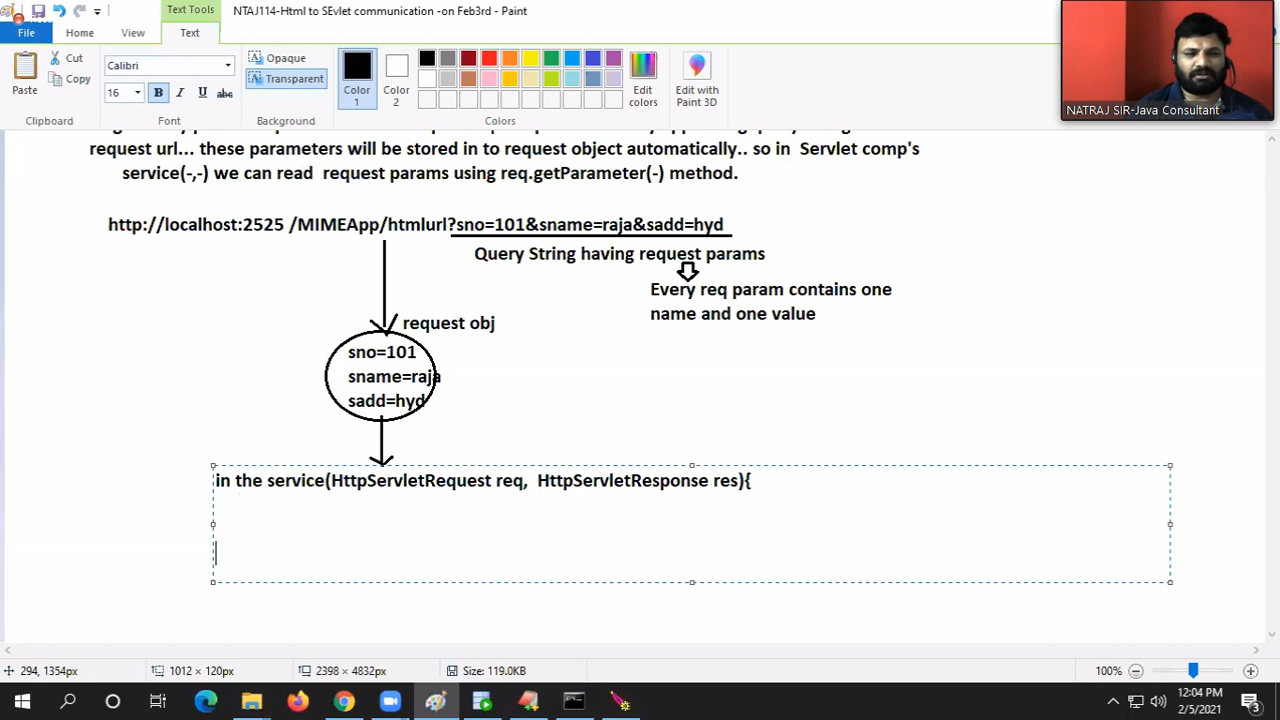 NTAJ114-Html to SEvlet communication -on Feb3rd - Paint
Text Tools
File
Home
View
Text
Paste
Cut
Copy
Clipboard
Calibri
16
B
I
U
abc
Font
Opaque
Transparent
Background
Color
1
Color
2
Edit
colors
Edit with
Paint 3D
Colors
NATRAJ SIR-Java Consultant
request url... these parameters will be stored in to request object automatically.. so in Servlet comp's
service(-,-) we can read request params using req.getParameter(-) method.
http://localhost:2525 /MIMEApp/htmlurl?sno=101&sname=raja&sadd=hyd
Query String having request params
Every req param contains one
name and one value
request obj
sno=101
sname=raja
sadd=hyd
in the service(HttpServletRequest req, HttpServletResponse res){
294, 1354px
1012 × 120px
2398 × 4832px
Size: 119.0KB
100%
12:04 PM
2/5/2021
3